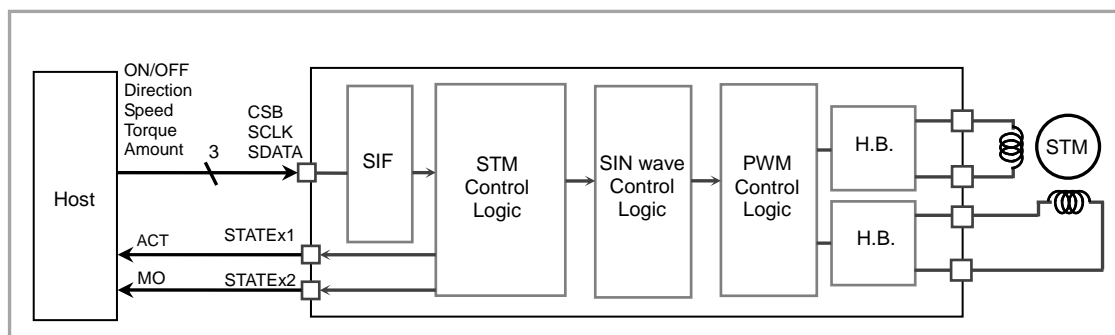 ON/OFF
Direction
Speed
Torque
Amount
3
CSB
SCLK
SDATA
Host
SIF
STM
Control
Logic
SIN wave
Control
Logic
PWM
Control
Logic
H.B.
H.B.
STM
ACT
STATEx1
MO
STATEx2